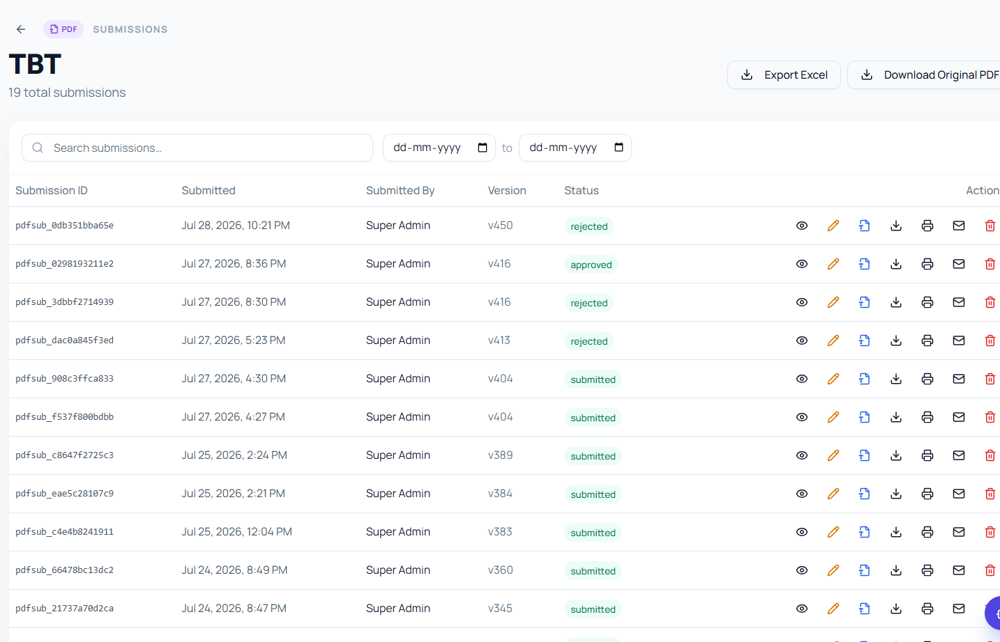 PDF SUBMISSIONS
TBT
19 total submissions
Export Excel Download Original PDF
Search submissions... dd-mm-yyyy to dd-mm-yyyy
Submission ID Submitted Submitted By Version Status Action
pdfsub_0db351bba65e Jul 28, 2026, 10:21 PM Super Admin v450 rejected
pdfsub_0298193211e2 Jul 27, 2026, 8:36 PM Super Admin v416 approved
pdfsub_3dbbf2714939 Jul 27, 2026, 8:30 PM Super Admin v416 rejected
pdfsub_dac0a845f3ed Jul 27, 2026, 5:23 PM Super Admin v413 rejected
pdfsub_908c3ffca833 Jul 27, 2026, 4:30 PM Super Admin v404 submitted
pdfsub_f537f800bdbb Jul 27, 2026, 4:27 PM Super Admin v404 submitted
pdfsub_c8647f2725c3 Jul 25, 2026, 2:24 PM Super Admin v389 submitted
pdfsub_eae5c28107c9 Jul 25, 2026, 2:21 PM Super Admin v384 submitted
pdfsub_c4e4b8241911 Jul 25, 2026, 12:04 PM Super Admin v383 submitted
pdfsub_66478bc13dc2 Jul 24, 2026, 8:49 PM Super Admin v360 submitted
pdfsub_21737a70d2ca Jul 24, 2026, 8:47 PM Super Admin v345 submitted